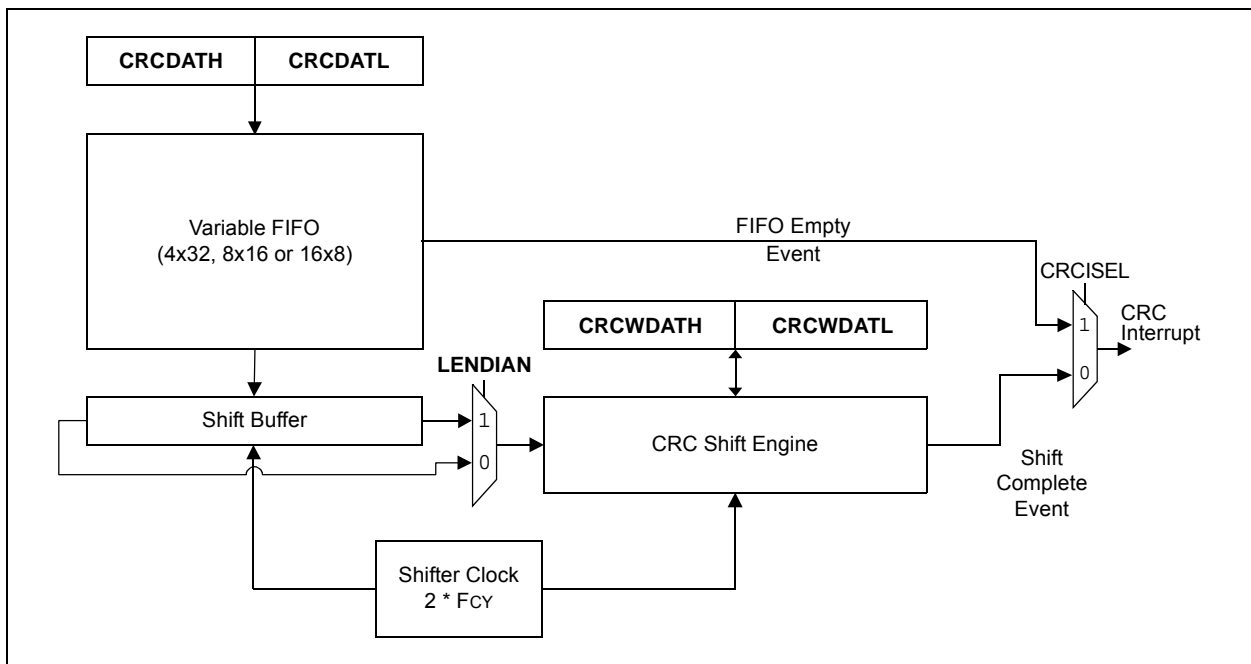 CRCDATH CRCDATL
Variable FIFO
(4x32, 8x16 or 16x8)
FIFO Empty
Event
CRCISEL
1
0
CRC
Interrupt
CRCWDATH CRCWDATL
LENDIAN
1
0
Shift Buffer
CRC Shift Engine
Shift
Complete
Event
Shifter Clock
2 * FCY